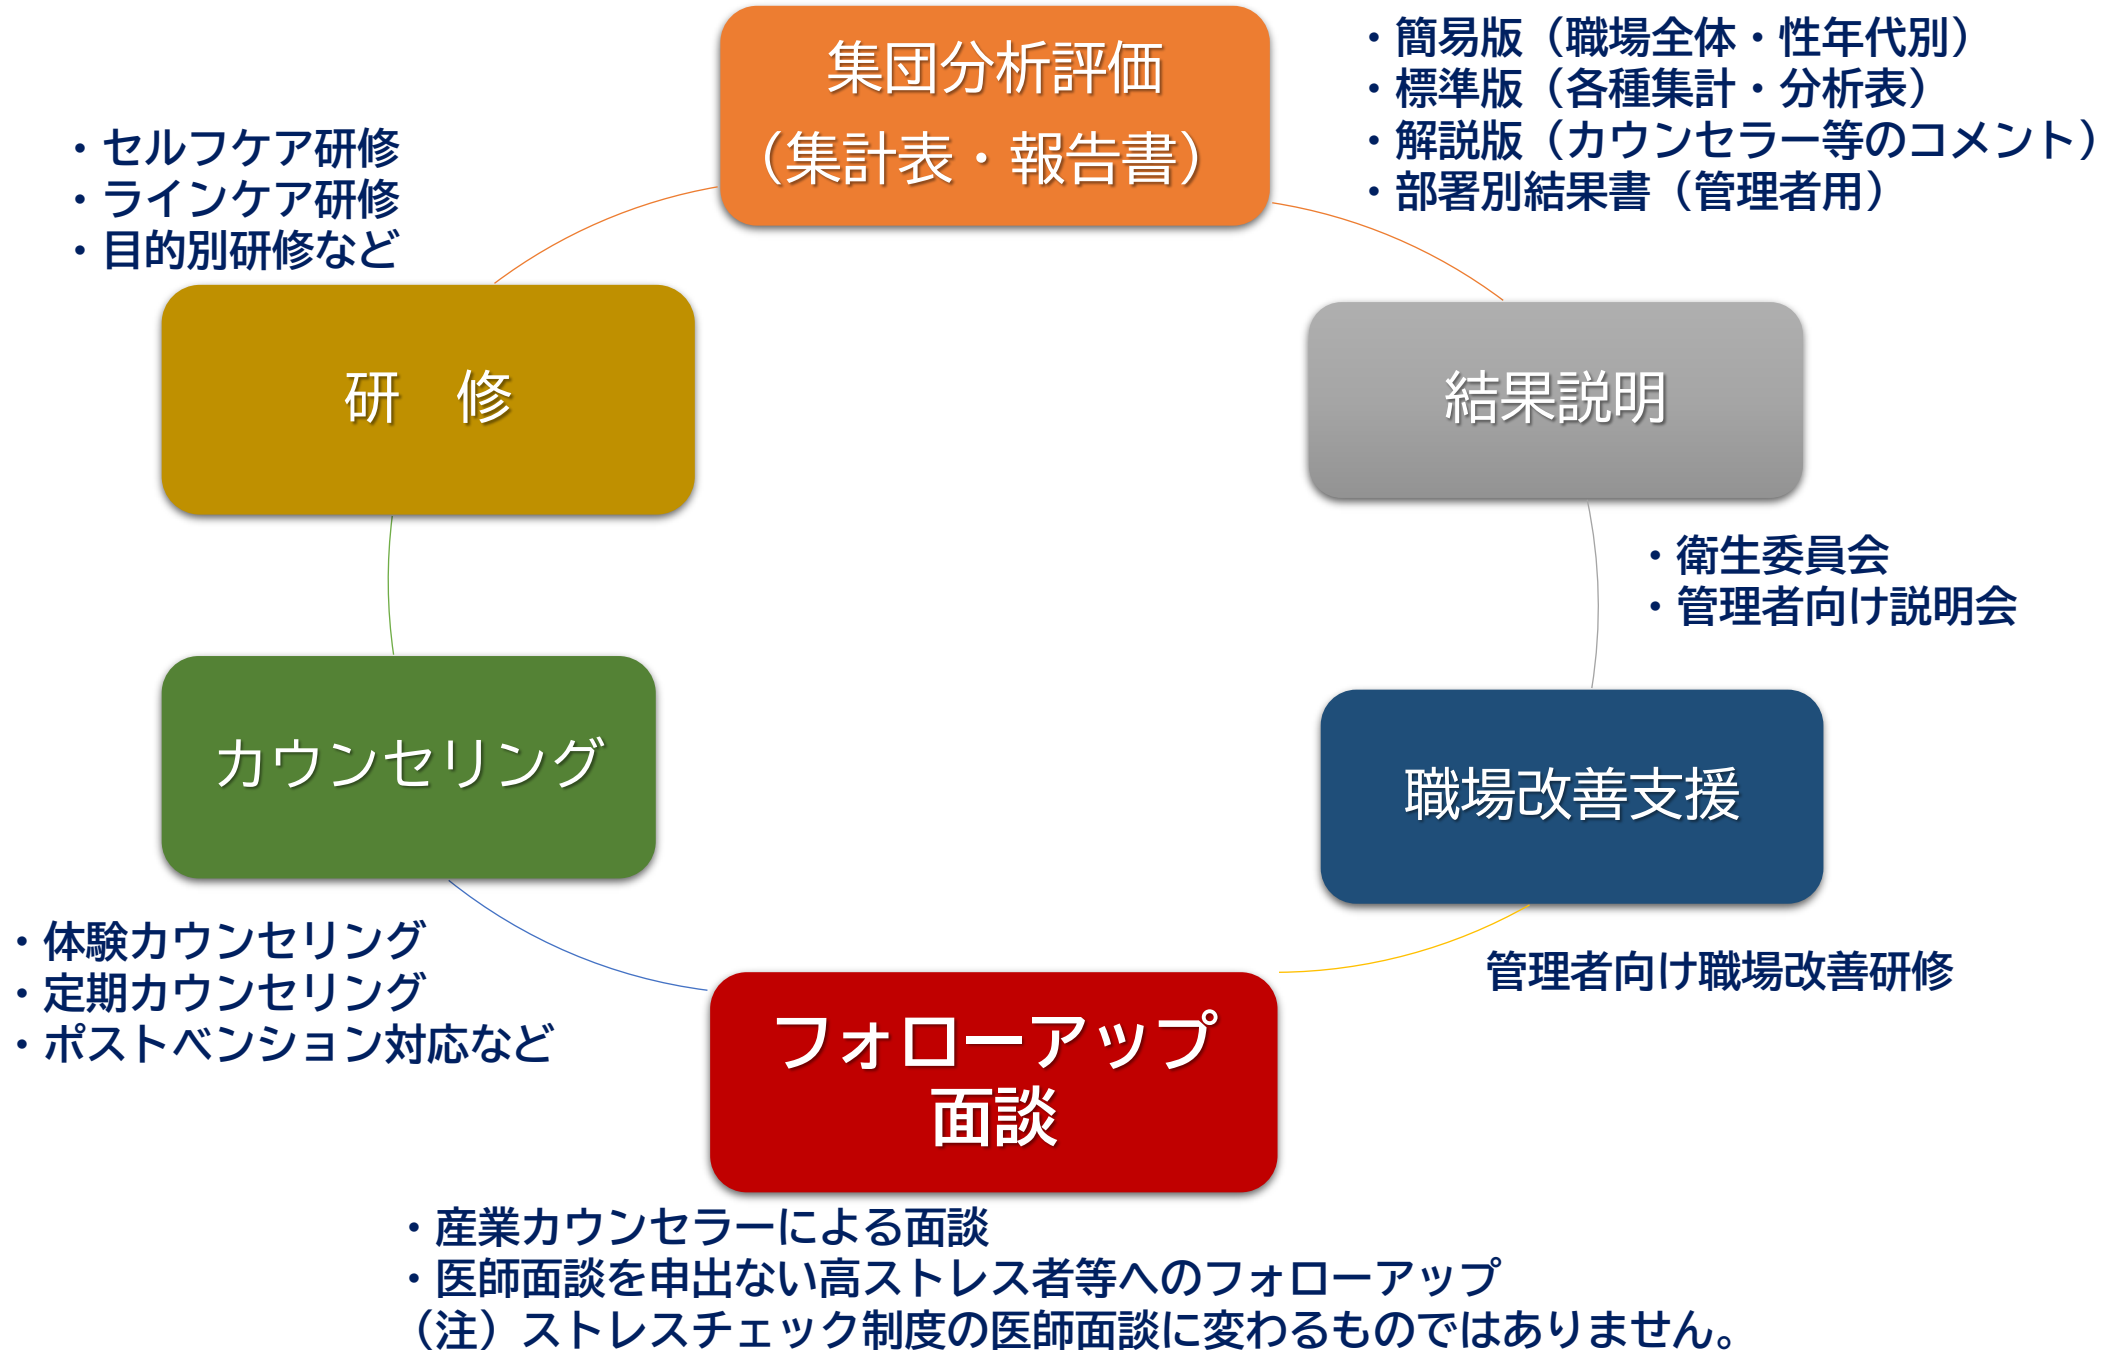 集団分析評価
（集計表・報告書）
・簡易版（職場全体・性年代別）
・標準版（各種集計・分析表）
・解説版（カウンセラー等のコメント）
・部署別結果書（管理者用）
結果説明
・衛生委員会
・管理者向け説明会
職場改善支援
管理者向け職場改善研修
フォローアップ
面談
・産業カウンセラーによる面談
・医師面談を申出ない高ストレス者等へのフォローアップ
（注）ストレスチェック制度の医師面談に変わるものではありません。
カウンセリング
・体験カウンセリング
・定期カウンセリング
・ポストベンション対応など
・セルフケア研修
・ラインケア研修
・目的別研修など
研　修